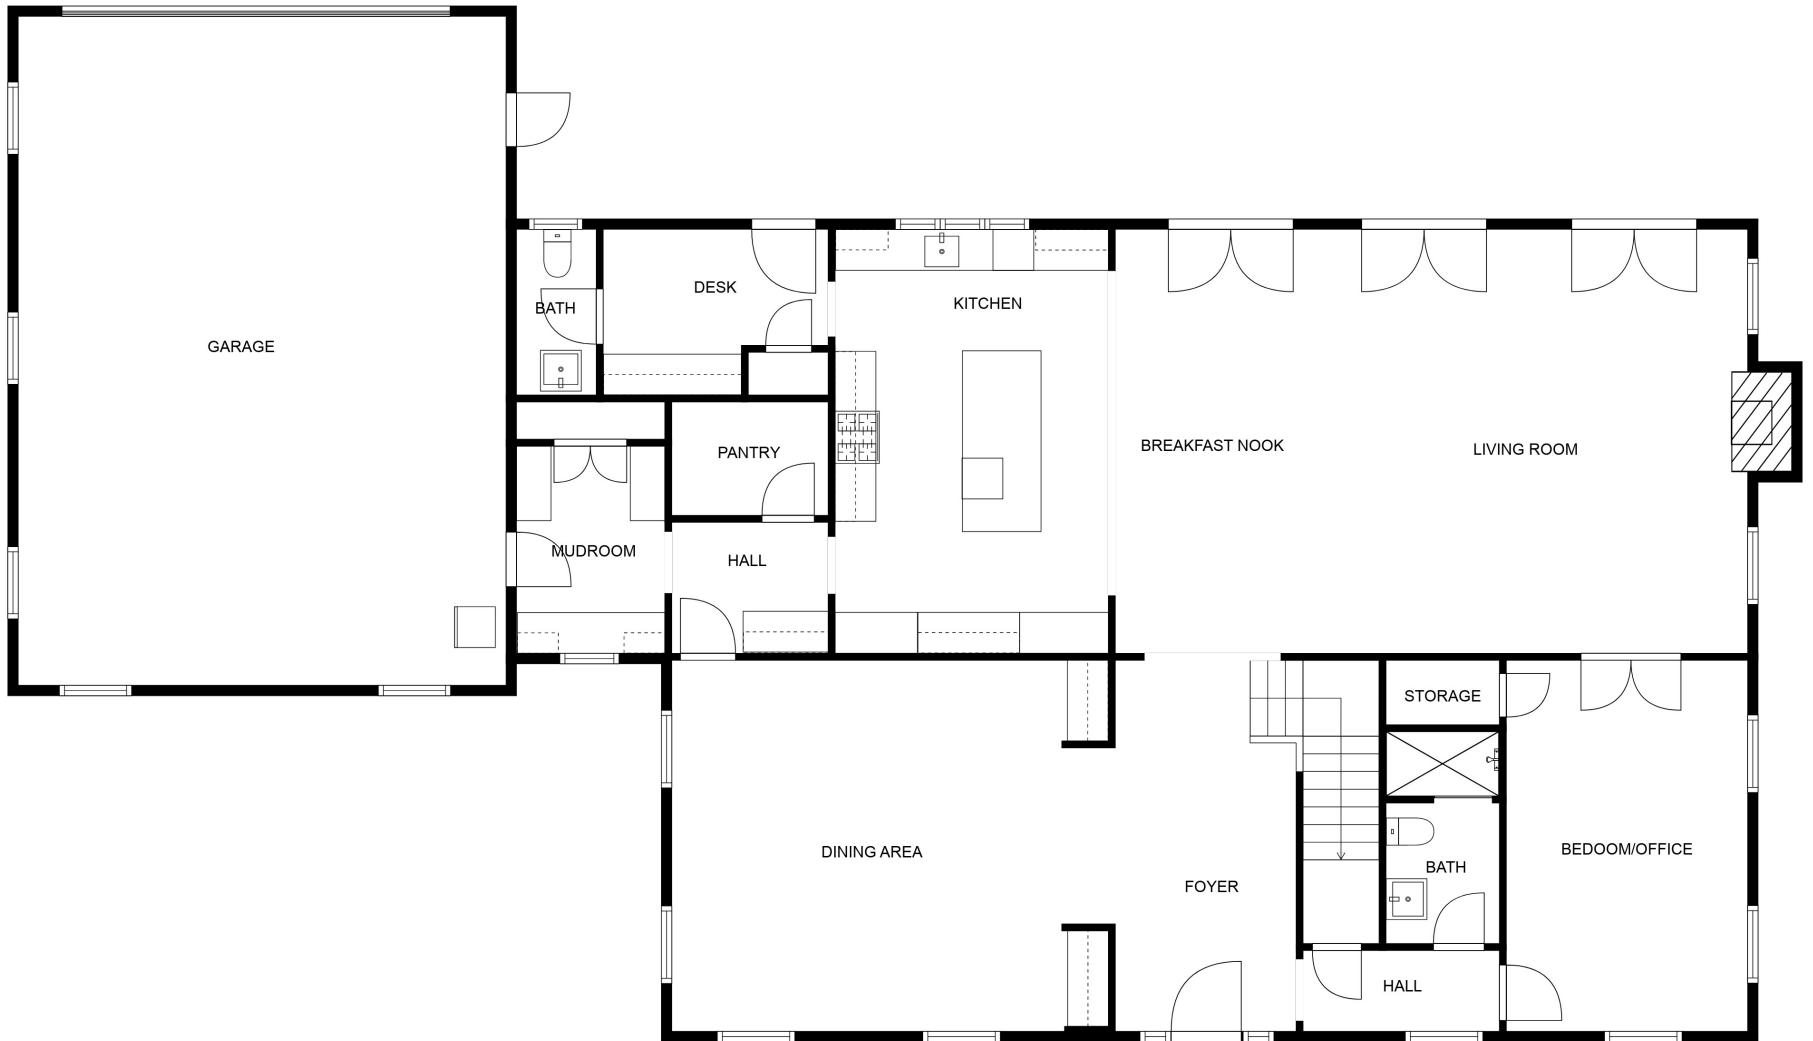 DESK
KITCHEN
BATH
GARAGE
BREAKFAST NOOK
LIVING ROOM
PANTRY
MUDROOM
HALL
STORAGE
DINING AREA
BEDOOM/OFFICE
BATH
FOYER
HALL